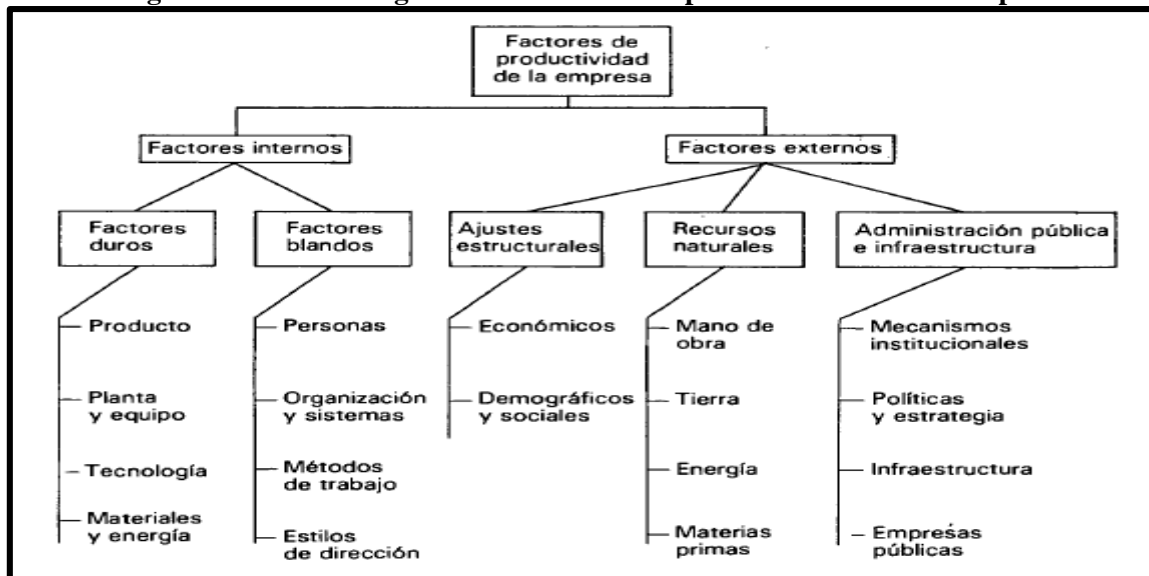 Factores de
productividad
de la empresa
Factores internos
Factores externos
Factores
duros
Factores
blandos
Ajustes
estructurales
Recursos
naturales
Administración pública
e infraestructura
Producto
Planta
y equipo
Tecnología
Materiales
y energía
Personas
Organización
y sistemas
Métodos
de trabajo
Estilos
de dirección
Económicos
Demográficos
y sociales
Mano de
obra
Tierra
Energía
Materias
primas
Mecanismos
institucionales
Políticas
y estrategia
Infraestructura
Empresas
públicas